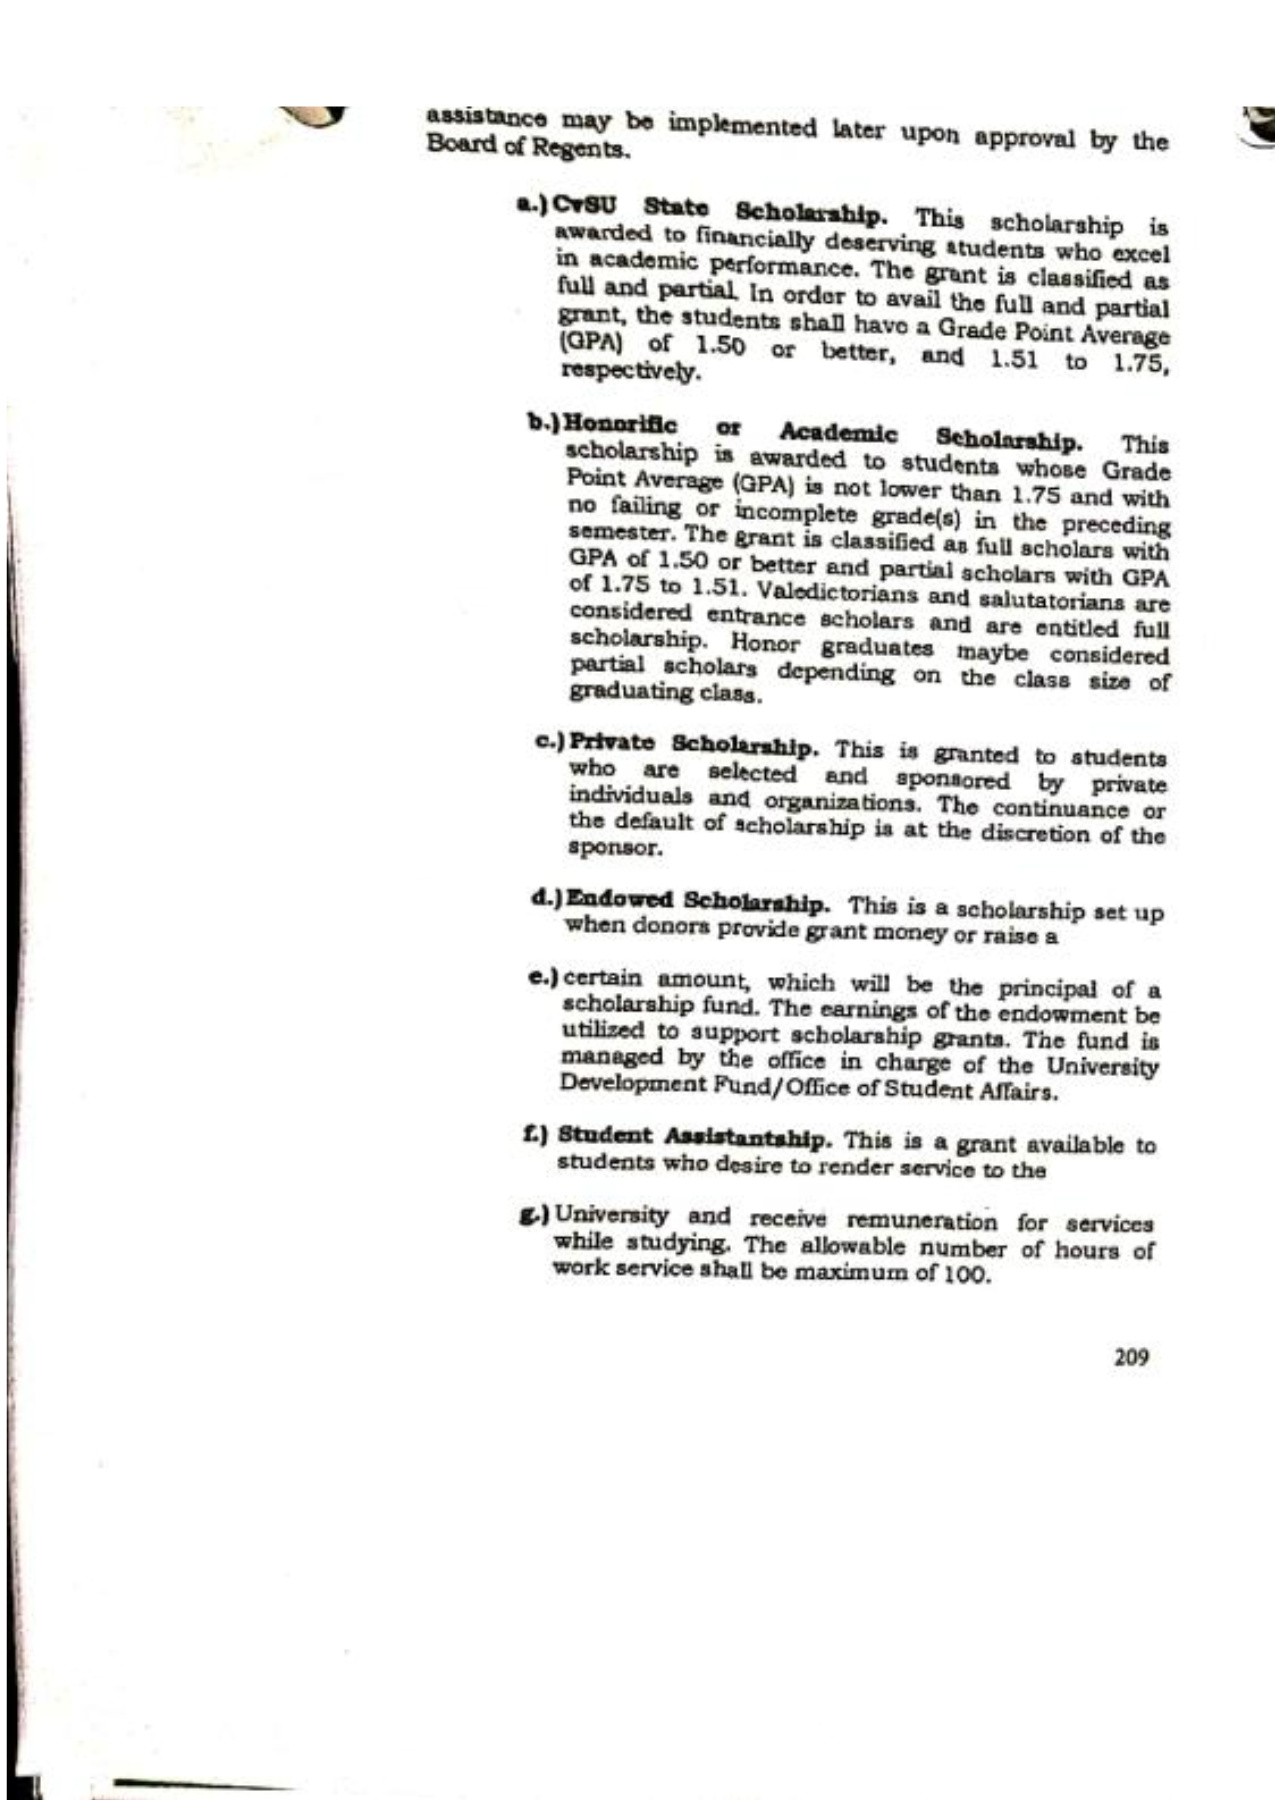 assistance may be implemented later upon approval by the
Board of Regents.
a.) CvSU State Scholarship. This scholarship is
awarded to financially deserving students who excel
in academic performance. The grant is classified as
full and partial. In order to avail the full and partial
grant, the students shall have a Grade Point Average
(GPA) of 1.50 or better, and 1.51 to 1.75,
respectively.
b.) Honorific or Academic Scholarship. This
scholarship is awarded to students whose Grade
Point Average (GPA) is not lower than 1.75 and with
no failing or incomplete grade(s) in the preceding
semester. The grant is classified as full scholars with
GPA of 1.50 or better and partial scholars with GPA
of 1.75 to 1.51. Valedictorians and salutatorians are
considered entrance scholars and are entitled full
scholarship. Honor graduates maybe considered
partial scholars depending on the class size of
graduating class.
c.) Private Scholarship. This is granted to students
who are selected and sponsored by private
individuals and organizations. The continuance or
the default of scholarship is at the discretion of the
sponsor.
d.) Endowed Scholarship. This is a scholarship set up
when donors provide grant money or raise a
e.) certain amount, which will be the principal of a
scholarship fund. The earnings of the endowment be
utilized to support scholarship grants. The fund is
managed by the office in charge of the University
Development Fund/Office of Student Affairs.
f.) Student Assistantship. This is a grant available to
students who desire to render service to the
g.) University and receive remuneration for services
while studying. The allowable number of hours of
work service shall be maximum of 100.
209